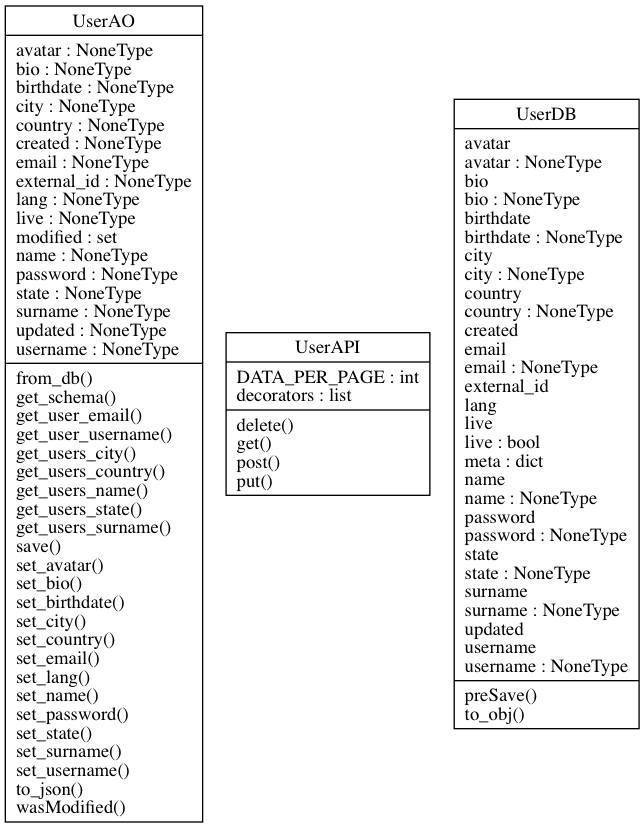 UserAO
avatar : NoneType
bio : NoneType
birthdate : NoneType
city : NoneType
country : NoneType
created : NoneType
email : NoneType
external_id : NoneType
lang : NoneType
live : NoneType
modified : set
name : NoneType
password : NoneType
state : NoneType
surname : NoneType
updated : NoneType
username : NoneType
from_db()
get_schema()
get_user_email()
get_user_username()
get_users_city()
get_users_country()
get_users_name()
get_users_state()
get_users_surname()
save()
set_avatar()
set_bio()
set_birthdate()
set_city()
set_country()
set_email()
set_lang()
set_name()
set_password()
set_state()
set_surname()
set_username()
to_json()
wasModified()
UserAPI
DATA_PER_PAGE : int
decorators : list
delete()
get()
post()
put()
UserDB
avatar
avatar : NoneType
bio
bio : NoneType
birthdate
birthdate : NoneType
city
city : NoneType
country
country : NoneType
created
email
email : NoneType
external_id
lang
live
live : bool
meta : dict
name
name : NoneType
password
password : NoneType
state
state : NoneType
surname
surname : NoneType
updated
username
username : NoneType
preSave()
to_obj()